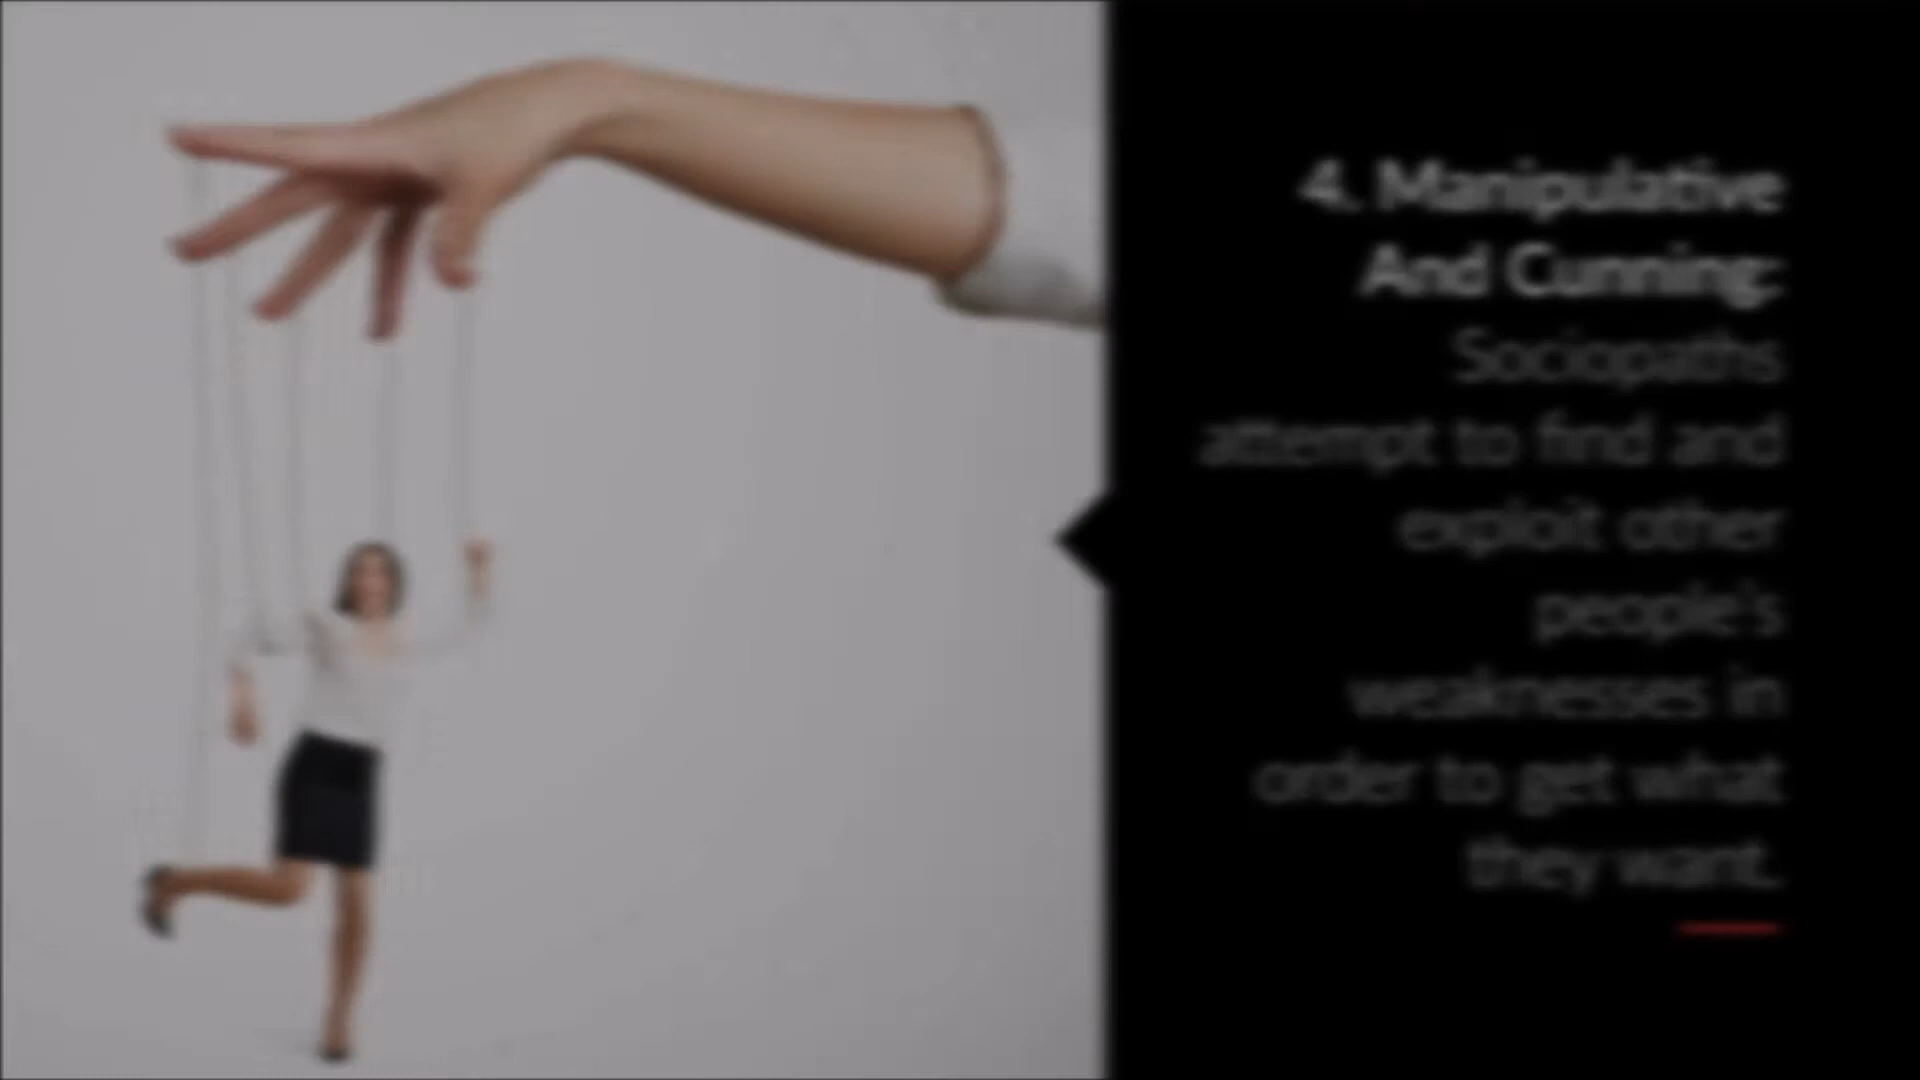 4. Manipulative
And Cunning:
Sociopaths
attempt to find and
exploit other
people's
weaknesses in
order to get what
they want.